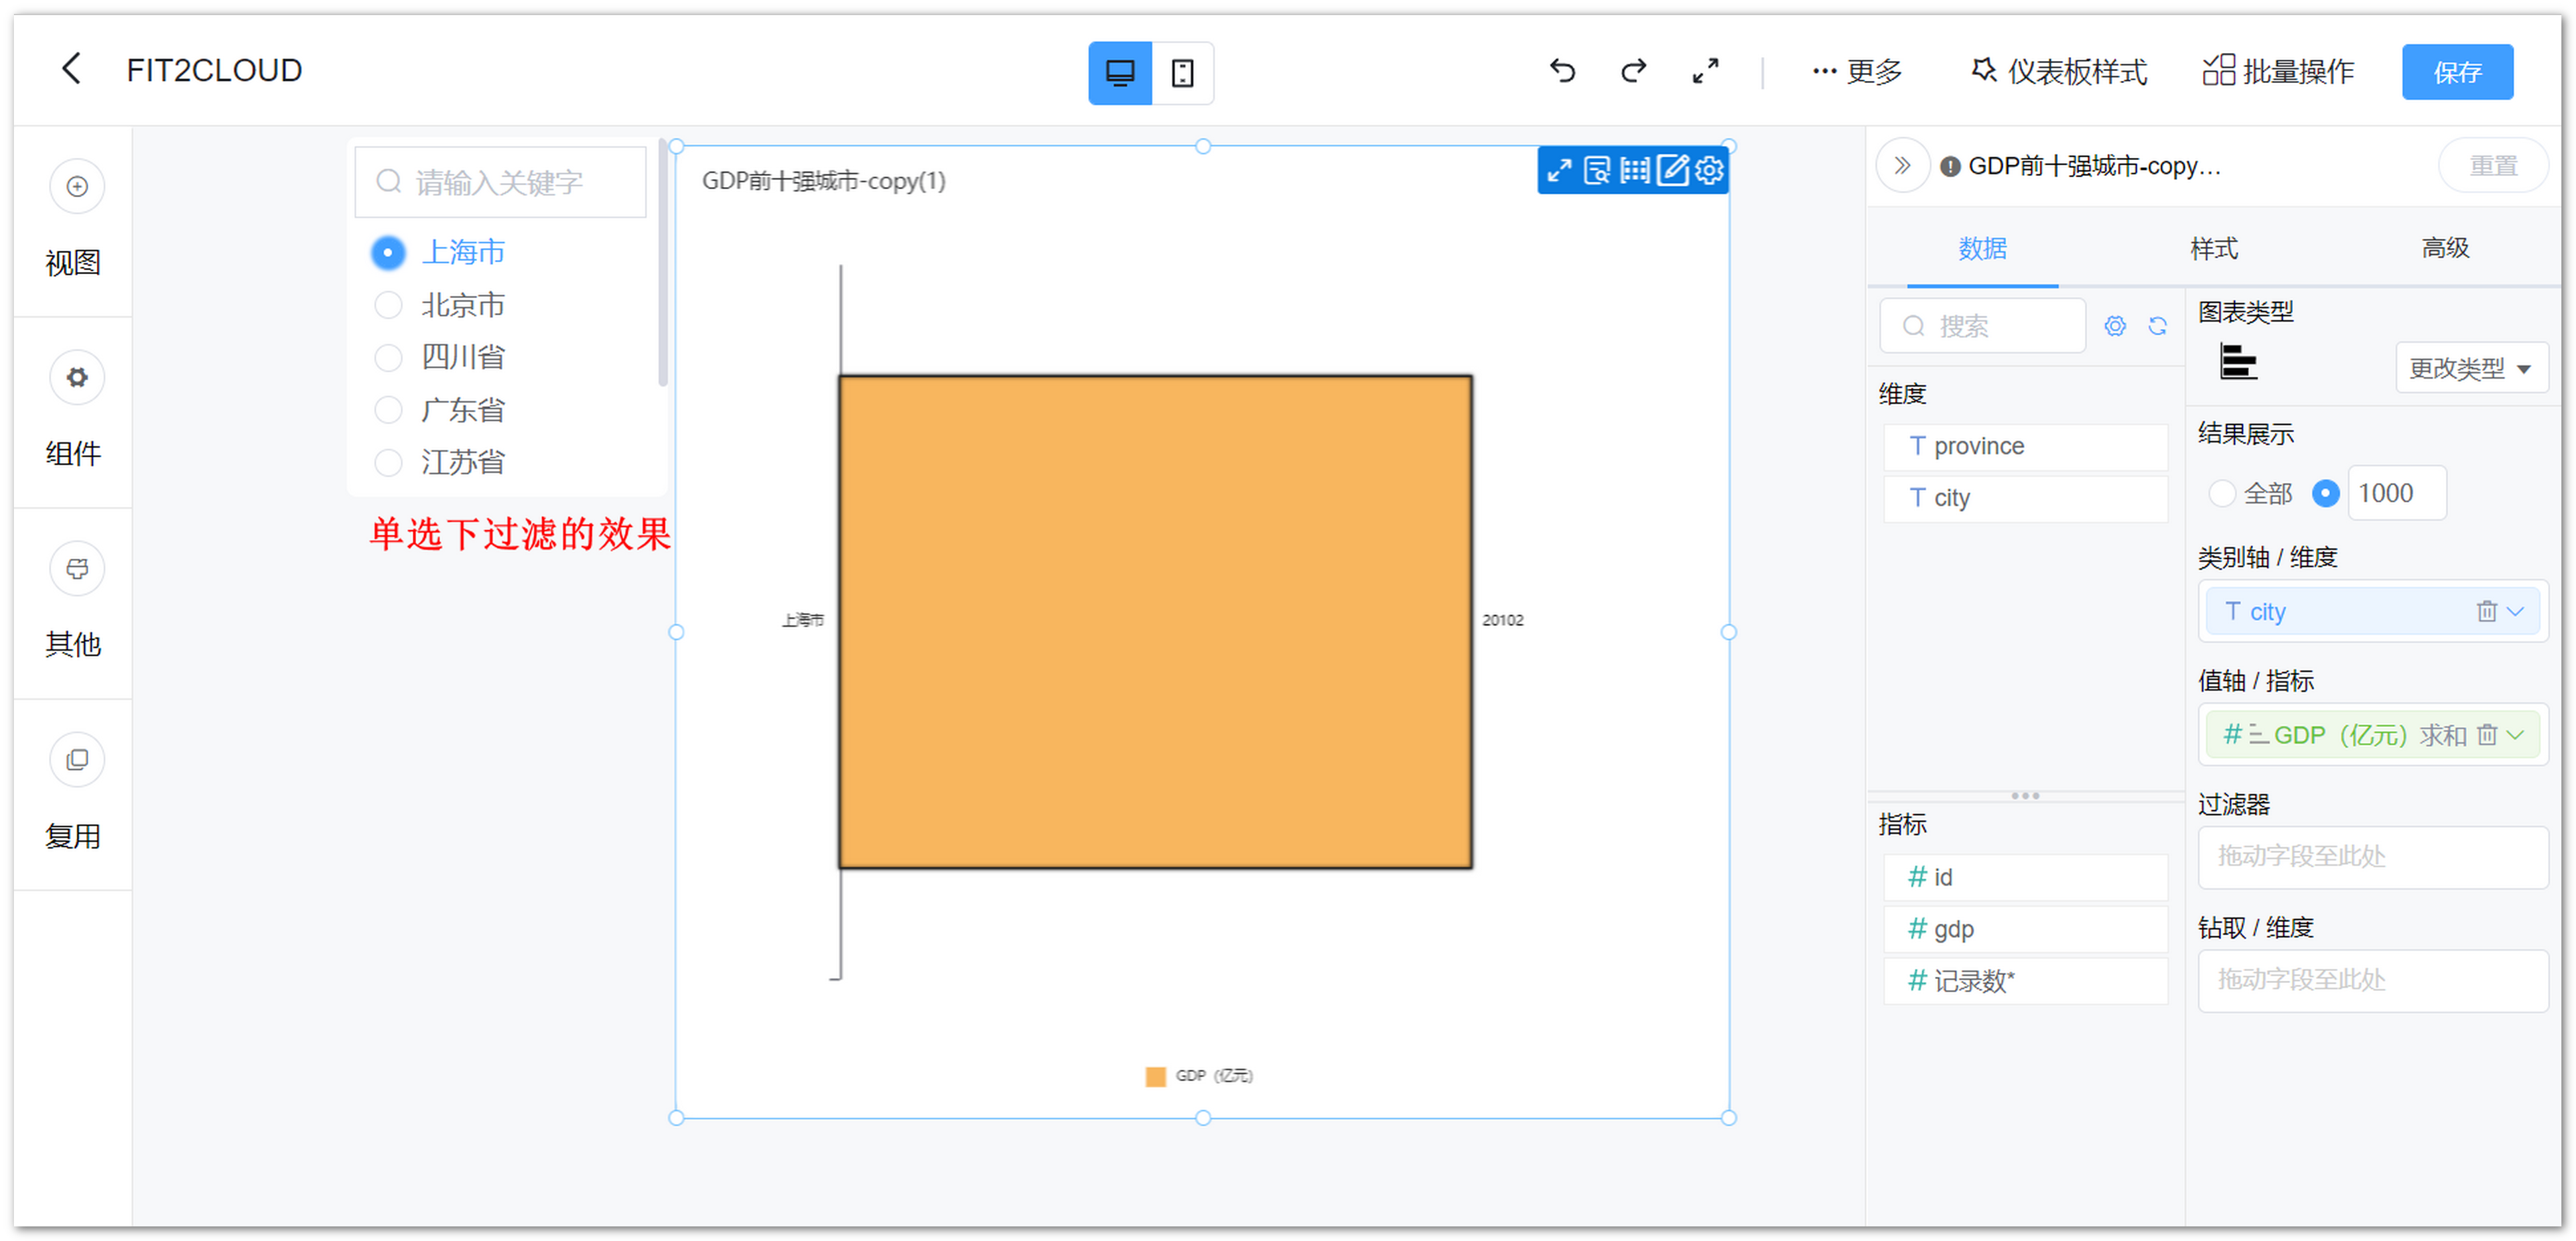 FIT2CLOUD
更多
仪表板样式
批量操作
保存
视图
组件
其他
复用
请输入关键字
上海市
北京市
四川省
广东省
江苏省
单选下过滤的效果
GDP前十强城市-copy(1)
上海市
20102
GDP（亿元）
GDP前十强城市-copy...
重置
数据
样式
高级
搜索
维度
T province
T city
指标
# id
# gdp
# 记录数*
图表类型
更改类型
结果展示
全部
1000
类别轴 / 维度
T city
值轴 / 指标
# GDP（亿元） 求和
过滤器
拖动字段至此处
钻取 / 维度
拖动字段至此处